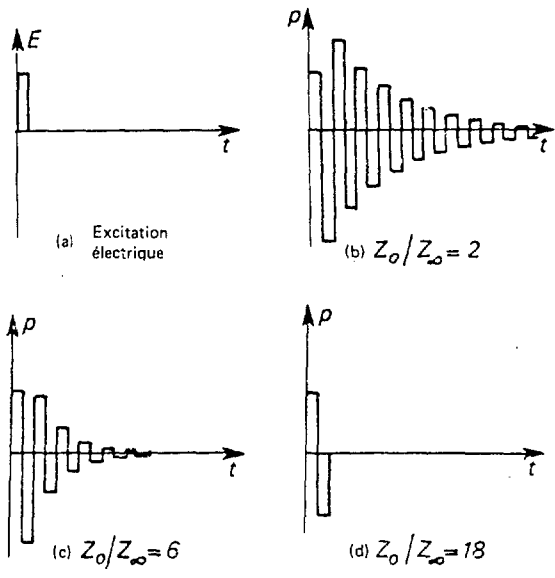 E
t
(a) Excitation
électrique
p
t
(b) Z₀/Z∞ = 2
p
t
(c) Z₀/Z∞ = 6
p
t
(d) Z₀/Z∞ = 18